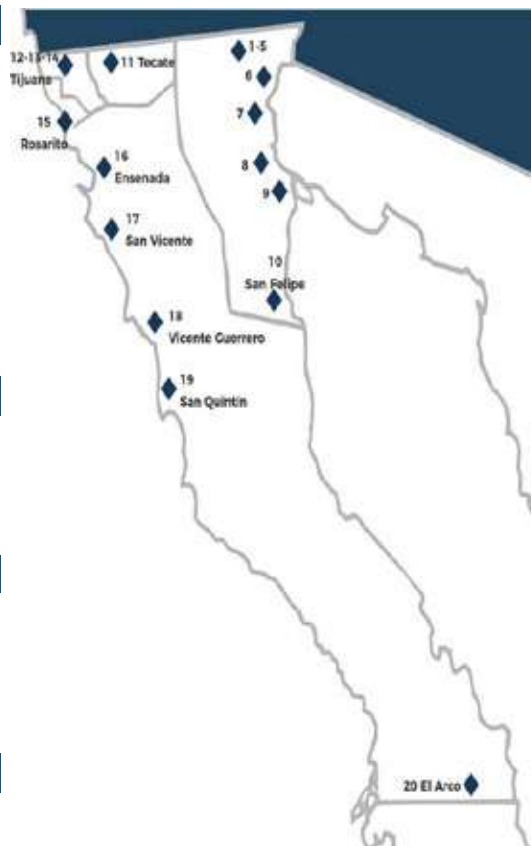 12-13-14
Tijuana
11 Tecate
1-5
6
7
15
Rosarito
8
16
Ensenada
9
17
San Vicente
10
San Felipe
18
Vicente Guerrero
19
San Quintín
20 El Arco